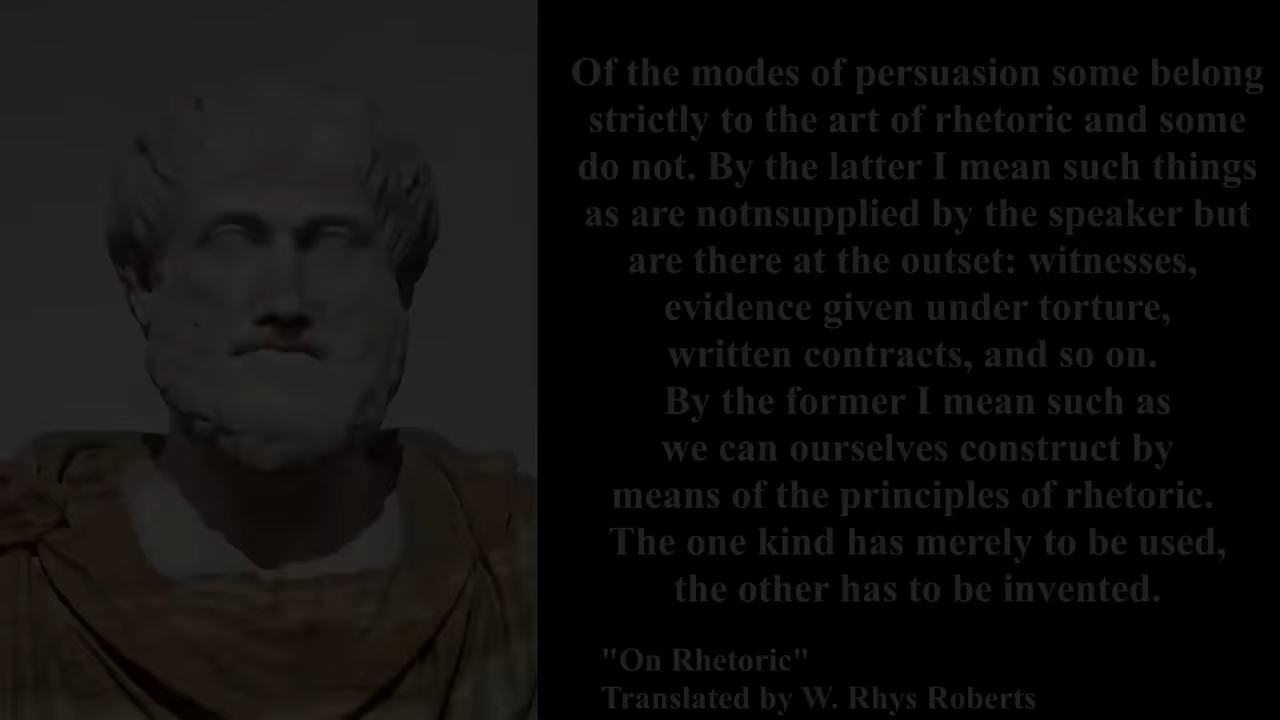 Of the modes of persuasion some belong
strictly to the art of rhetoric and some
do not. By the latter I mean such things
as are notnsupplied by the speaker but
are there at the outset: witnesses,
evidence given under torture,
written contracts, and so on.
By the former I mean such as
we can ourselves construct by
means of the principles of rhetoric.
The one kind has merely to be used,
the other has to be invented.
"On Rhetoric"
Translated by W. Rhys Roberts